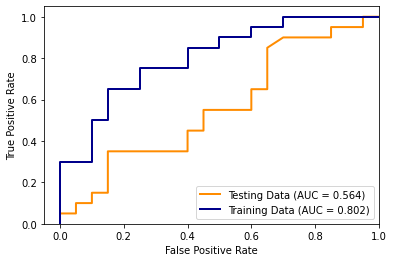 1.0
0.8
0.6
0.4
0.2
0.0
True Positive Rate
Testing Data (AUC = 0.564)
Training Data (AUC = 0.802)
0.0 0.2 0.4 0.6 0.8 1.0
False Positive Rate